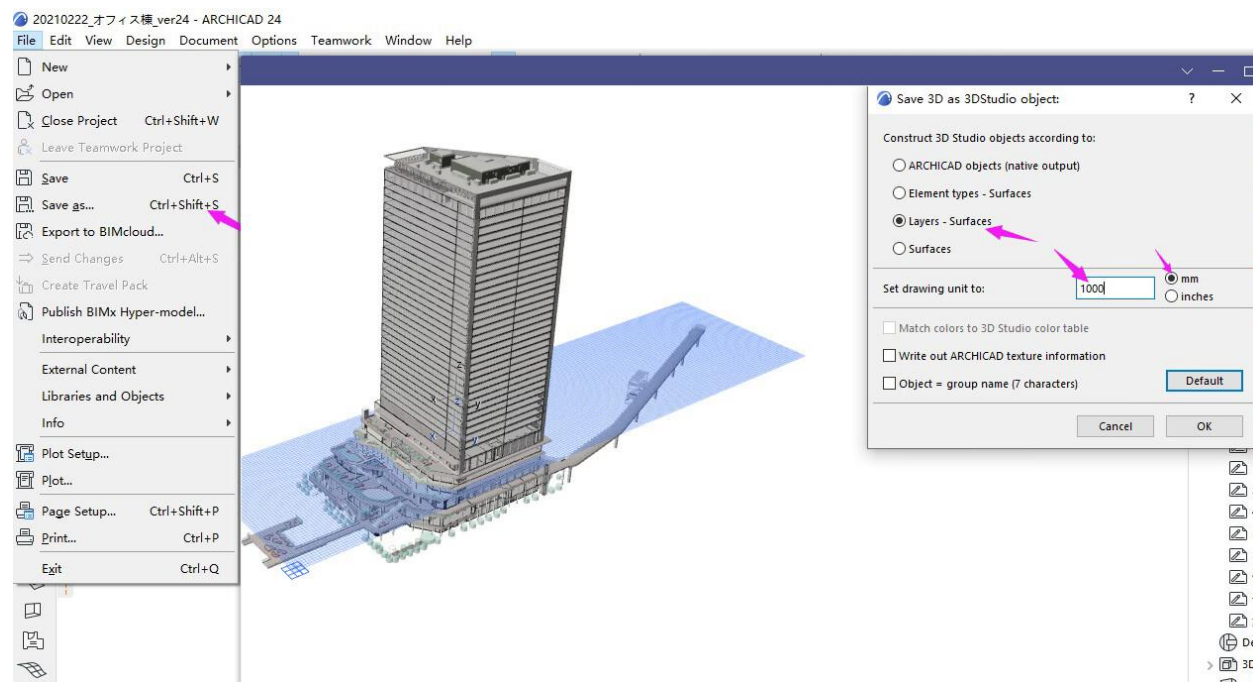 20210222_オフィス棟_ver24 - ARCHICAD 24
File Edit View Design Document Options Teamwork Window Help
New
Open
Close Project Ctrl+Shift+W
Leave Teamwork Project
Save Ctrl+S
Save as... Ctrl+Shift+S
Export to BIMcloud...
Send Changes Ctrl+Alt+S
Create Travel Pack
Publish BIMx Hyper-model...
Interoperability
External Content
Libraries and Objects
Info
Plot Setup...
Plot...
Page Setup... Ctrl+Shift+P
Print... Ctrl+P
Exit Ctrl+Q
Save 3D as 3DStudio object: ?
Construct 3D Studio objects according to:
ARCHICAD objects (native output)
Element types - Surfaces
Layers - Surfaces
Surfaces
Set drawing unit to: 1000 mm
inches
Match colors to 3D Studio color table
Write out ARCHICAD texture information
Object = group name (7 characters)
Default
Cancel OK
De
3D